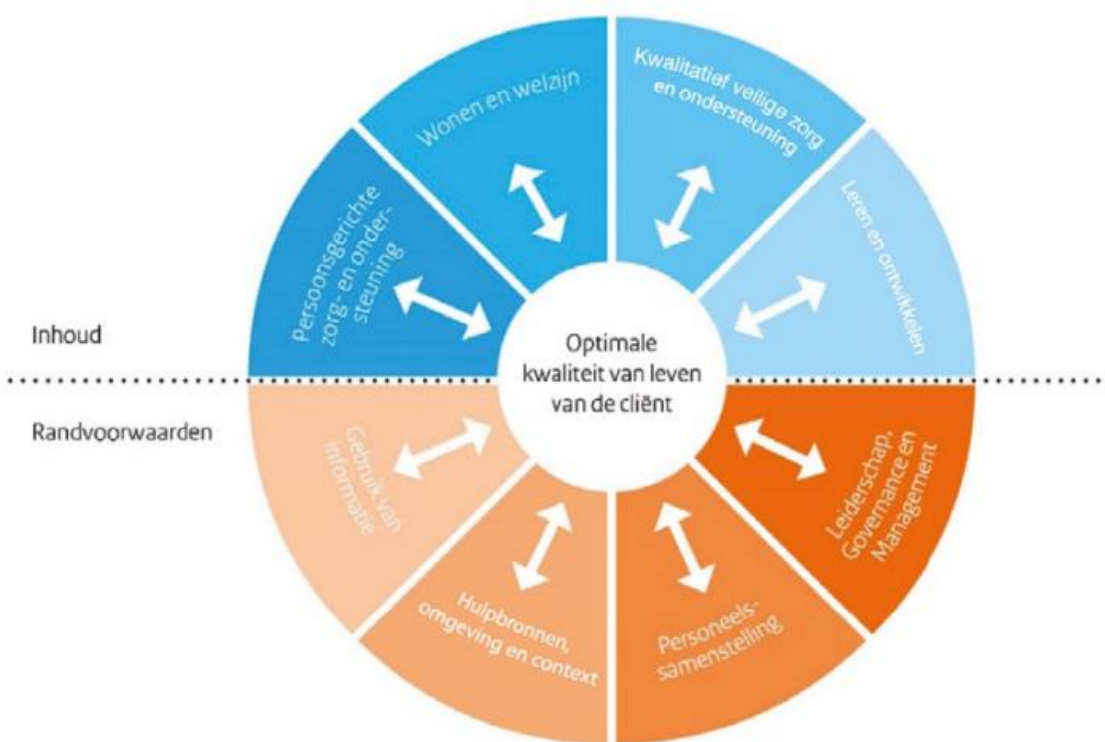 Wonen en welzijn
Kwalitatief veilige zorg
en ondersteuning
Persoonsgerichte
zorg- en onder-
steuning
Leren en ontwikkelen
Inhoud
Optimale
kwaliteit van leven
van de cliënt
Randvoorwaarden
Gebruik van
informatie
Leiderschap,
Governance en
Management
Hulpbronnen,
omgeving en context
Personeels-
samenstelling